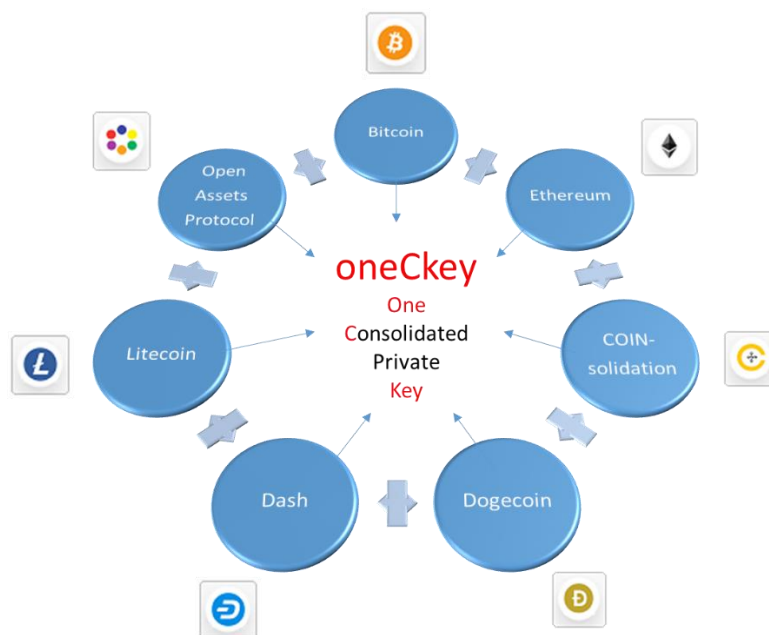 Bitcoin
Open
Assets
Protocol
Ethereum
oneCkey
One
Consolidated
Private
Key
Litecoin
COIN-
solidation
Dash
Dogecoin